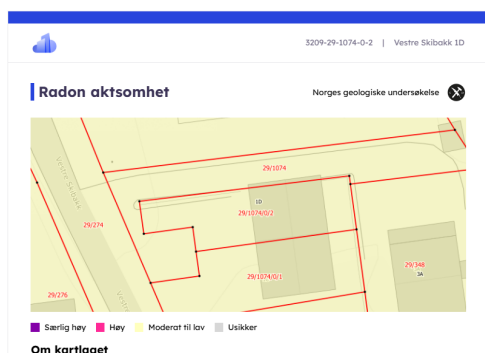 3209-29-1074-0-2 | Vestre Skibakk 1D
Radon aktsomhet
Norges geologiske undersøkelse
Vestre Skibakk
29/1074
1D
29/1074/0/2
29/274
29/1074/0/1
29/348
1A
29/276
Vestre
Særlig høy Høy Moderat til lav Usikker
Om kartlaget